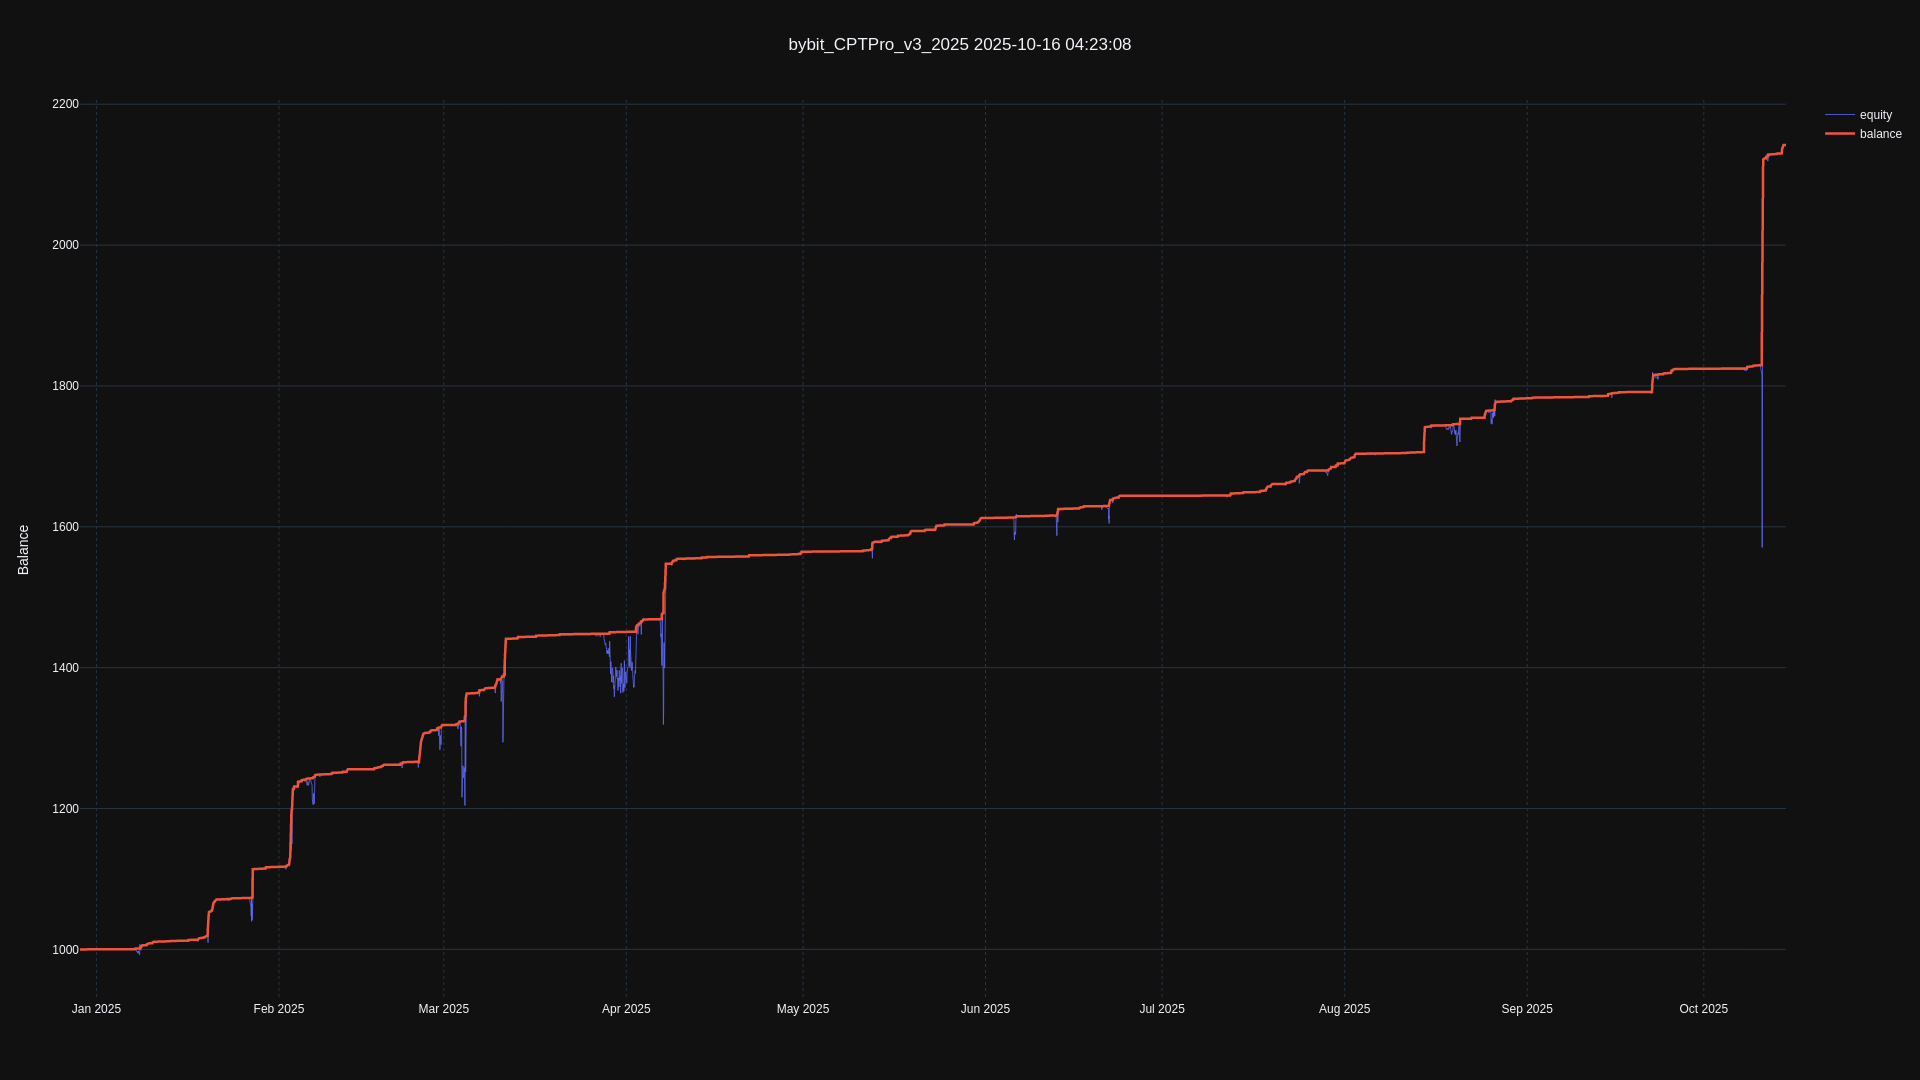 bybit_CPTPro_v3_2025 2025-10-16 04:23:08
equity
balance
Balance
2200
2000
1800
1600
1400
1200
1000
Jan 2025
Feb 2025
Mar 2025
Apr 2025
May 2025
Jun 2025
Jul 2025
Aug 2025
Sep 2025
Oct 2025